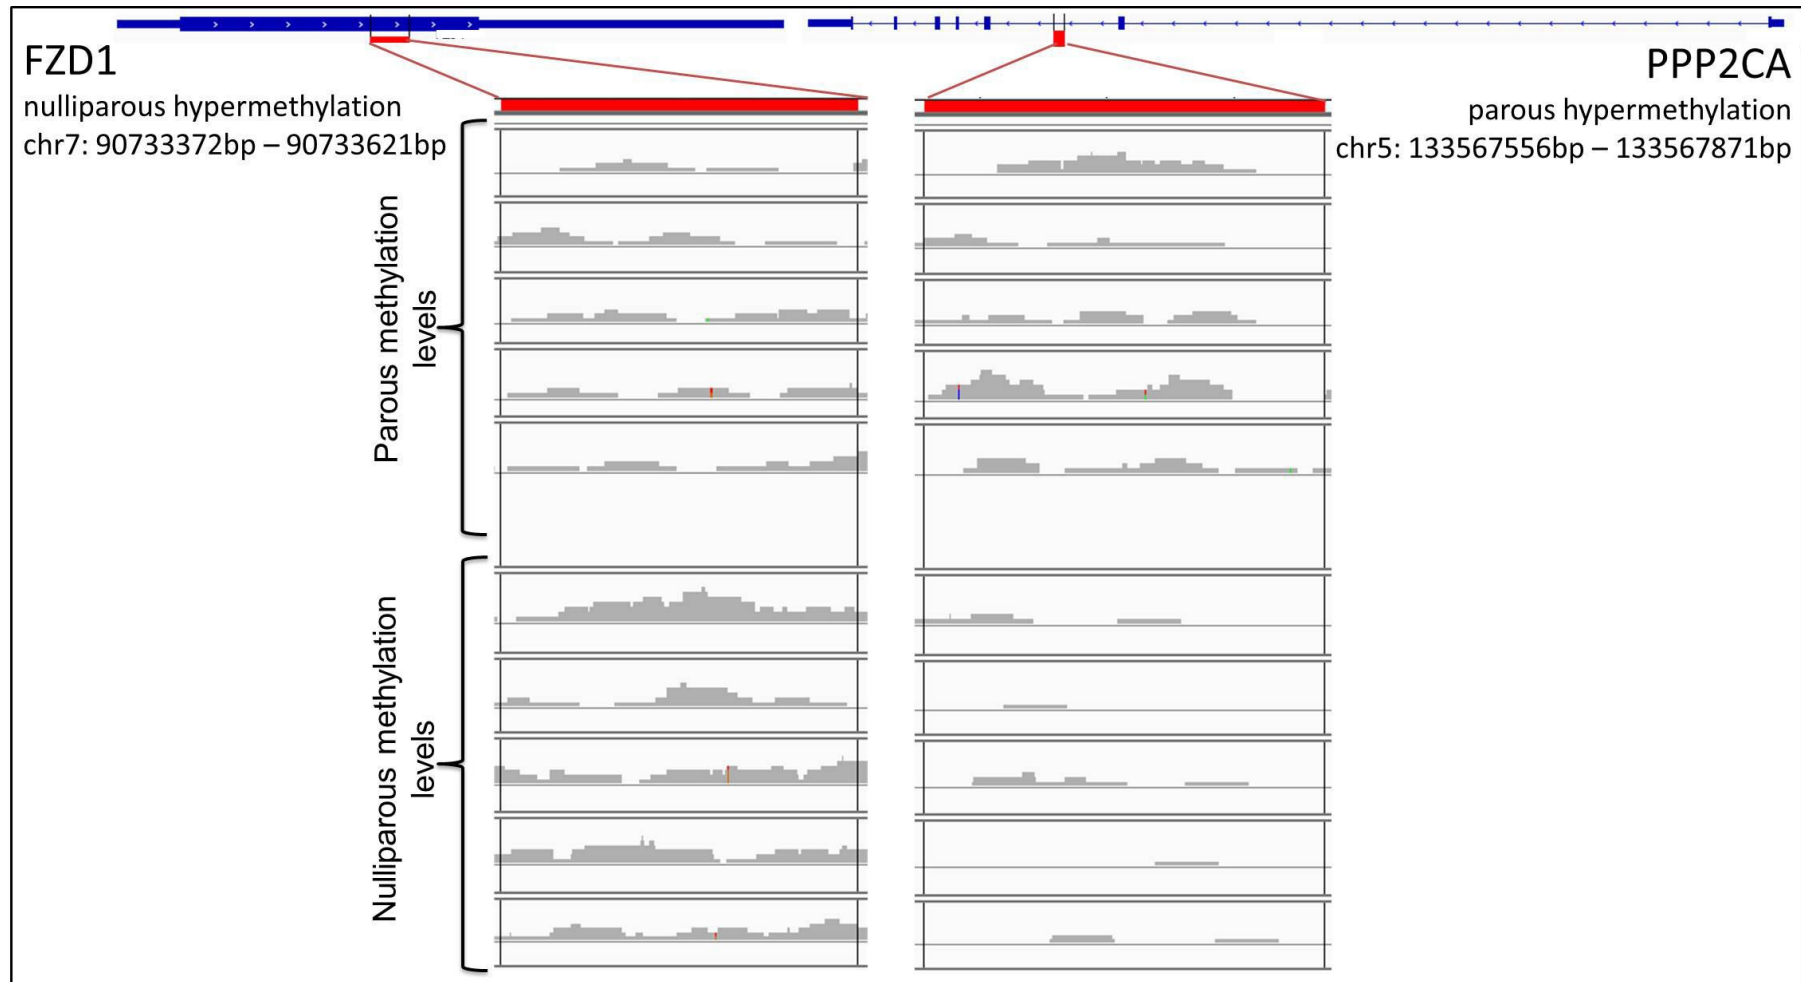 FZD1
nulliparous hypermethylation
chr7: 90733372bp – 90733621bp
PPP2CA
parous hypermethylation
chr5: 133567556bp – 133567871bp
Parous methylation
levels
Nulliparous methylation
levels